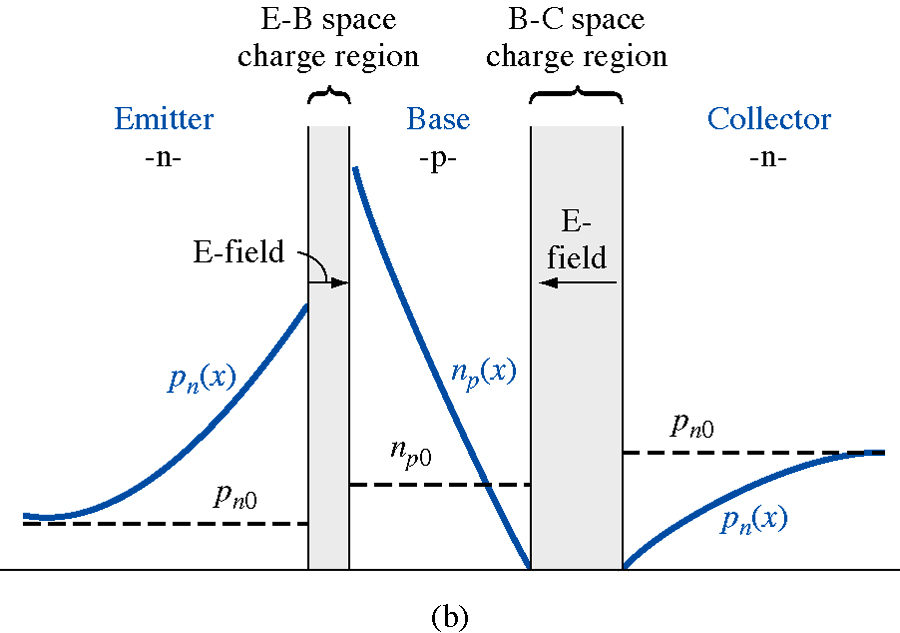 E-B space
charge region
B-C space
charge region
Emitter
-n-
Base
-p-
Collector
-n-
E-field
E-
field
pn(x)
np(x)
pn0
np0
pn0
pn(x)
(b)